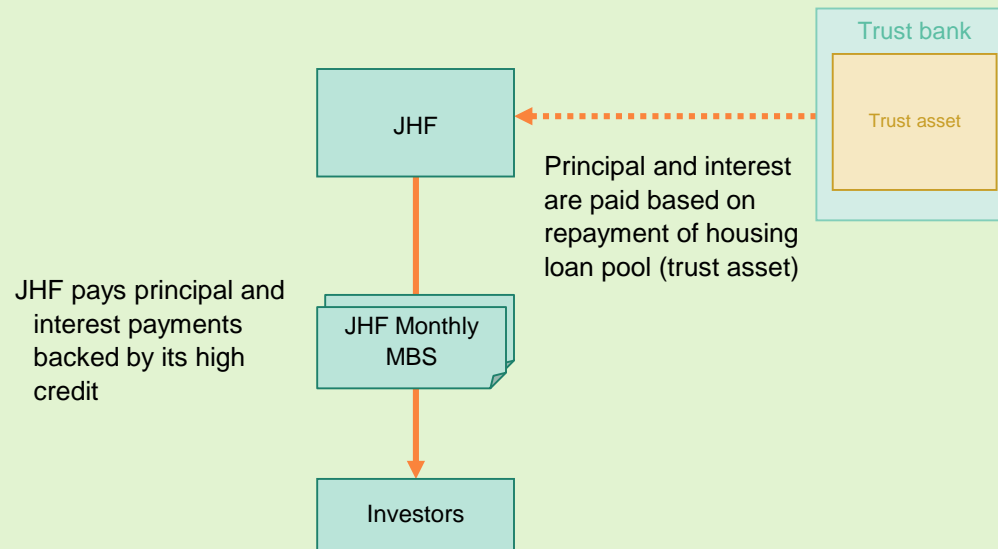 Trust bank
Trust asset
JHF
Principal and interest
are paid based on
repayment of housing
loan pool (trust asset)
JHF pays principal and
interest payments
backed by its high
credit
JHF Monthly
MBS
Investors